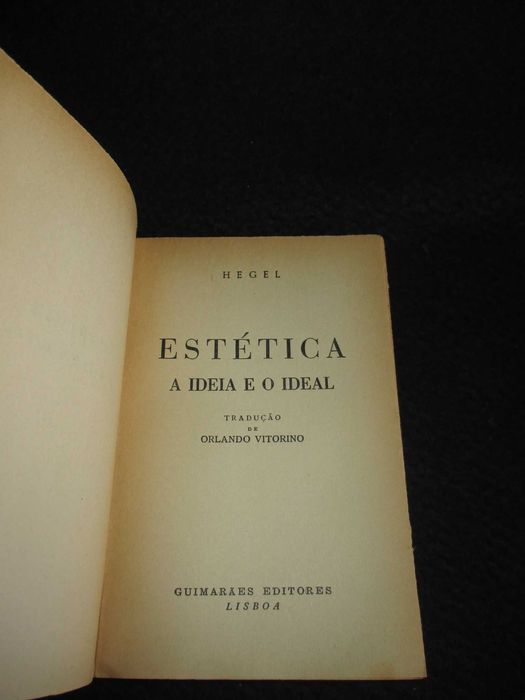 HEGEL
ESTÉTICA
A IDEIA E O IDEAL
TRADUÇÃO
DE
ORLANDO VITORINO
GUIMARÃES EDITORES
LISBOA